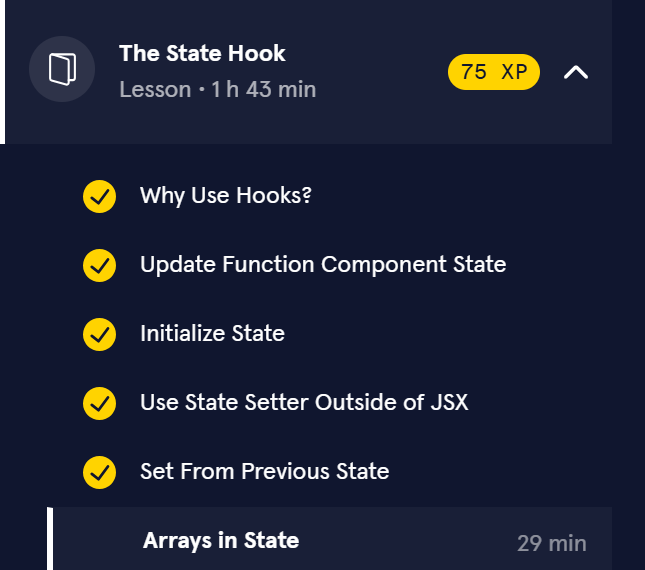 The State Hook
Lesson • 1 h 43 min
75 XP
Why Use Hooks?
Update Function Component State
Initialize State
Use State Setter Outside of JSX
Set From Previous State
Arrays in State
29 min